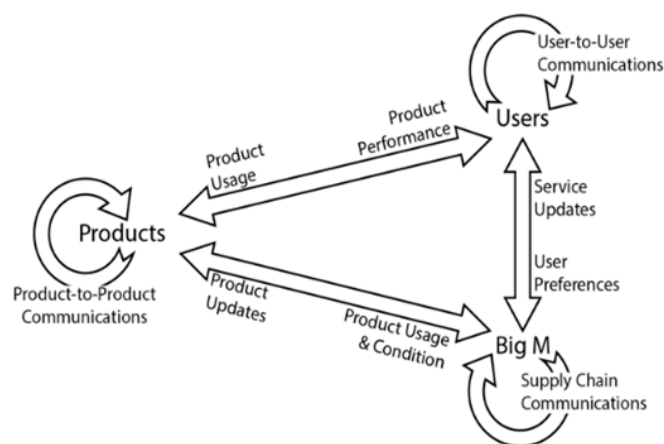 User-to-User
Communications
Users
Product
Performance
Product
Usage
Service
Updates
Products
User
Preferences
Product-to-Product
Communications
Product
Updates
Product Usage
& Condition
Big M
Supply Chain
Communications